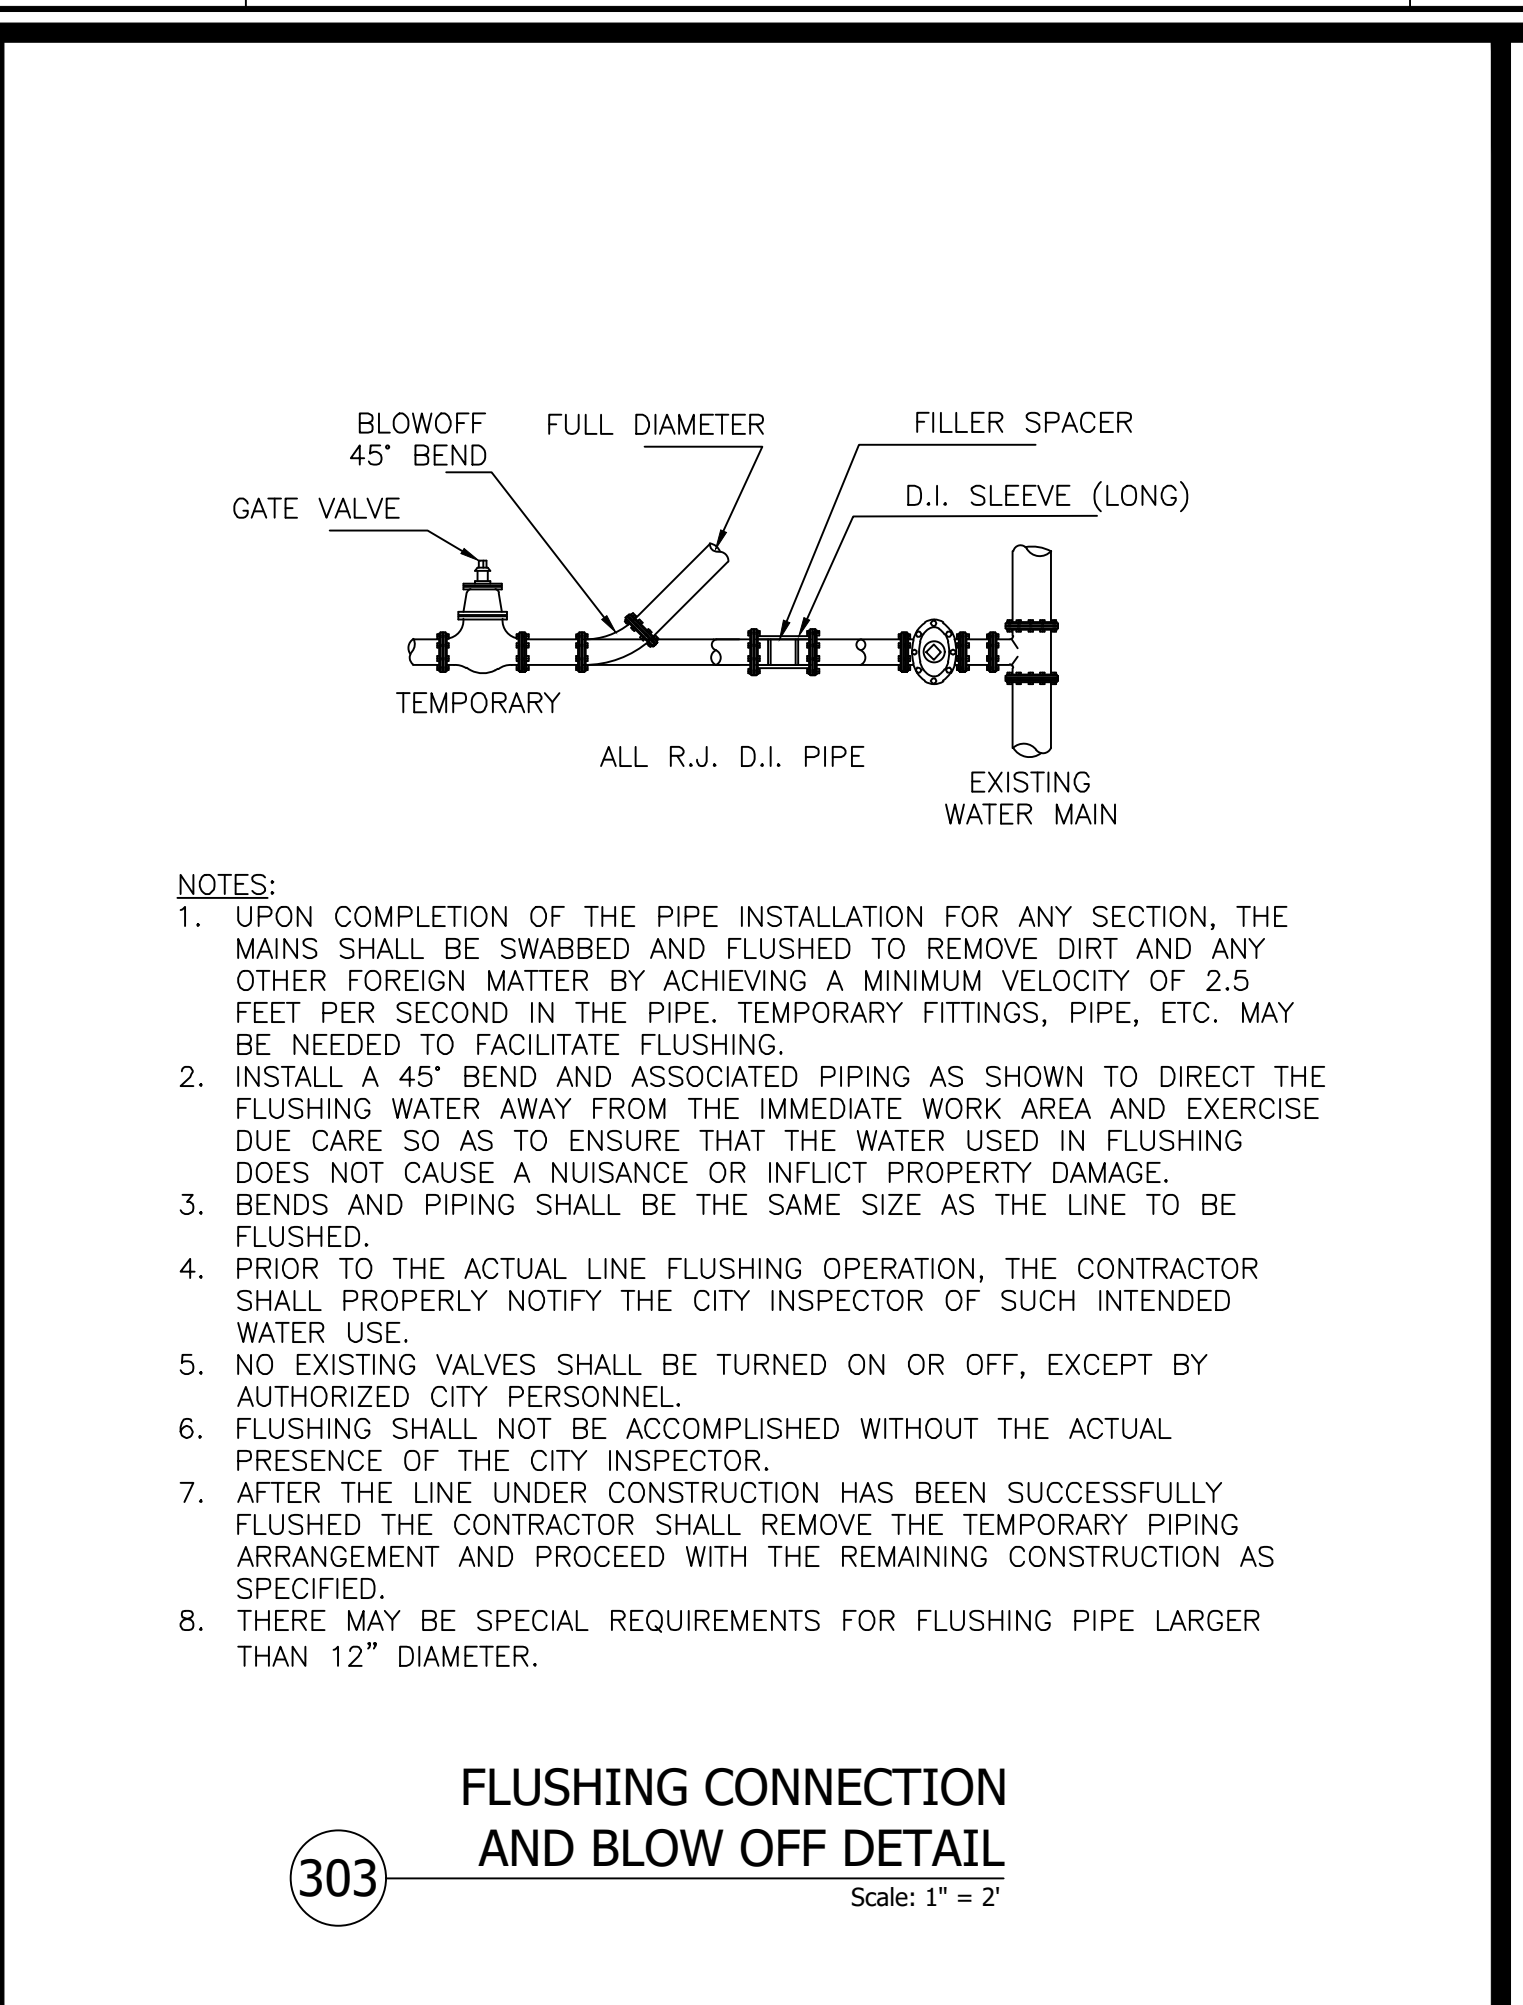 BLOWOFF
45° BEND
FULL DIAMETER
FILLER SPACER
GATE VALVE
D.I. SLEEVE (LONG)
TEMPORARY
ALL R.J. D.I. PIPE
EXISTING
WATER MAIN
NOTES:
1. UPON COMPLETION OF THE PIPE INSTALLATION FOR ANY SECTION, THE
MAINS SHALL BE SWABBED AND FLUSHED TO REMOVE DIRT AND ANY
OTHER FOREIGN MATTER BY ACHIEVING A MINIMUM VELOCITY OF 2.5
FEET PER SECOND IN THE PIPE. TEMPORARY FITTINGS, PIPE, ETC. MAY
BE NEEDED TO FACILITATE FLUSHING.
2. INSTALL A 45° BEND AND ASSOCIATED PIPING AS SHOWN TO DIRECT THE
FLUSHING WATER AWAY FROM THE IMMEDIATE WORK AREA AND EXERCISE
DUE CARE SO AS TO ENSURE THAT THE WATER USED IN FLUSHING
DOES NOT CAUSE A NUISANCE OR INFLICT PROPERTY DAMAGE.
3. BENDS AND PIPING SHALL BE THE SAME SIZE AS THE LINE TO BE
FLUSHED.
4. PRIOR TO THE ACTUAL LINE FLUSHING OPERATION, THE CONTRACTOR
SHALL PROPERLY NOTIFY THE CITY INSPECTOR OF SUCH INTENDED
WATER USE.
5. NO EXISTING VALVES SHALL BE TURNED ON OR OFF, EXCEPT BY
AUTHORIZED CITY PERSONNEL.
6. FLUSHING SHALL NOT BE ACCOMPLISHED WITHOUT THE ACTUAL
PRESENCE OF THE CITY INSPECTOR.
7. AFTER THE LINE UNDER CONSTRUCTION HAS BEEN SUCCESSFULLY
FLUSHED THE CONTRACTOR SHALL REMOVE THE TEMPORARY PIPING
ARRANGEMENT AND PROCEED WITH THE REMAINING CONSTRUCTION AS
SPECIFIED.
8. THERE MAY BE SPECIAL REQUIREMENTS FOR FLUSHING PIPE LARGER
THAN 12” DIAMETER.
FLUSHING CONNECTION
AND BLOW OFF DETAIL
303
Scale: 1" = 2'